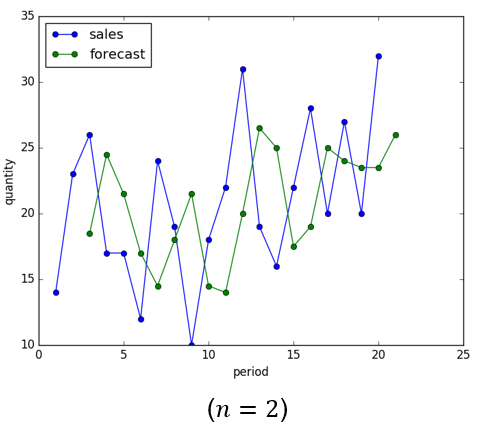 35
30
25
20
15
10
quantity
sales
forecast
0 5 10 15 20 25
period
(n = 2)